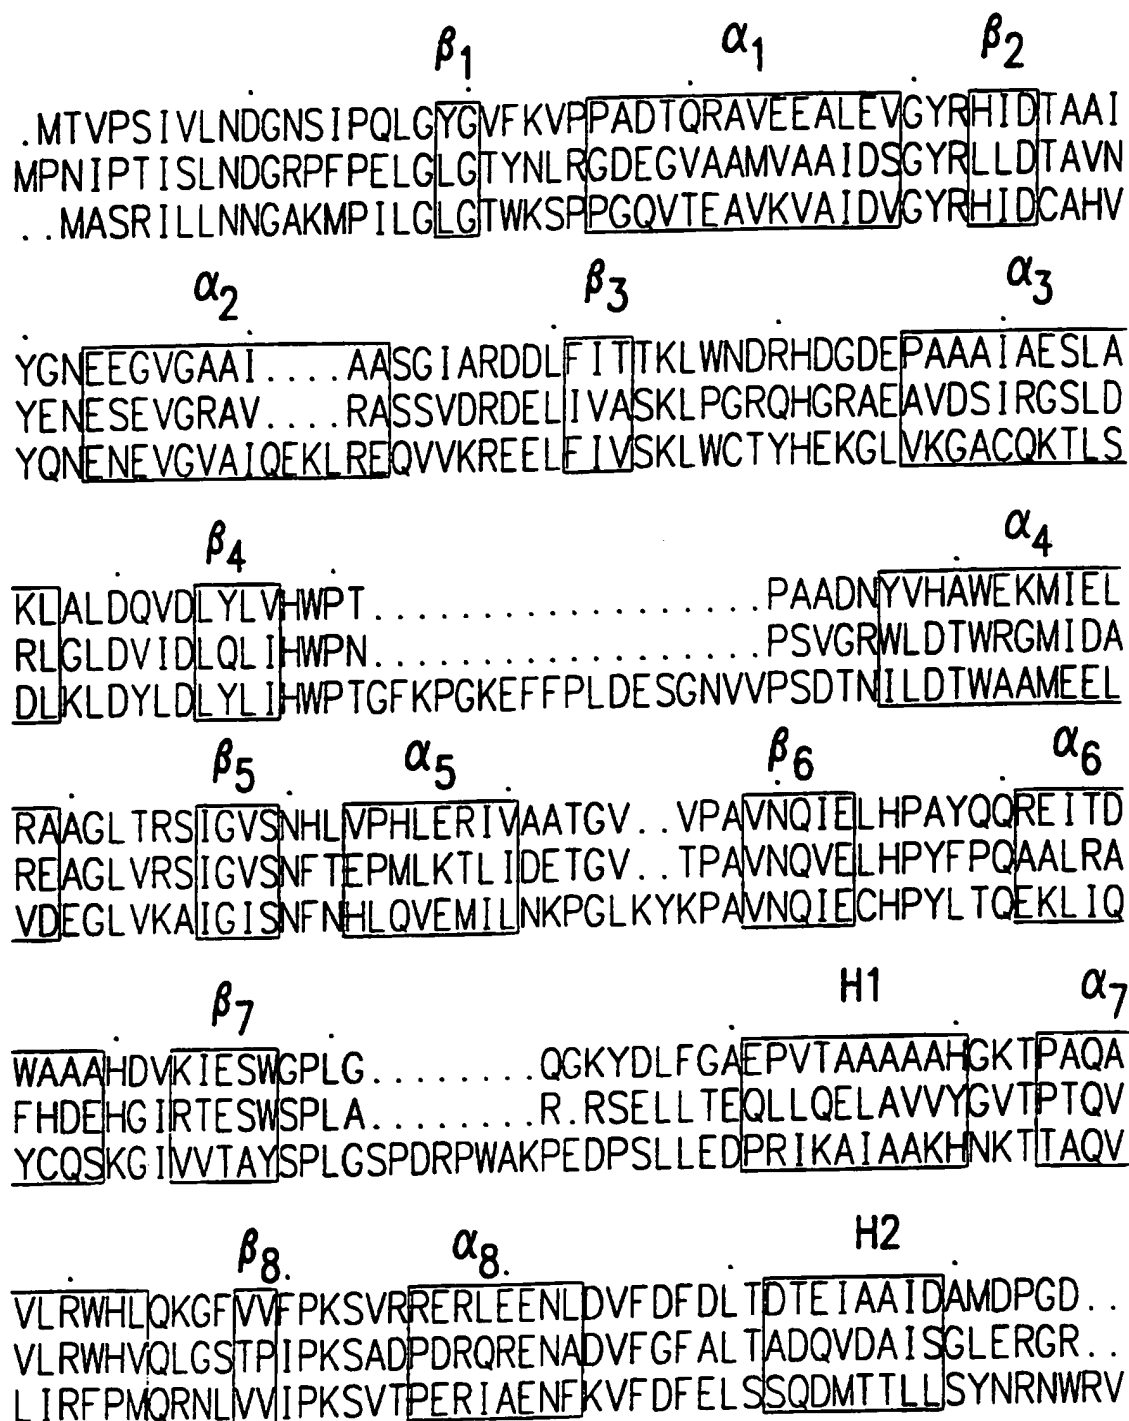 β1 α1 β2
.MTVPSIVLNDGNSIPQLGYGVFKVPPADTQRAVEEALEVGYRHIDTAAI
MPNIPTISLNDGRPFPELGLGTYNLRGDEGVAAMVAAIDSGYRLLDTAVN
..MASRILLNNGAKMPILGLGTWKSPPGQVTEAVKVAIDVGYRHIDCAHV
α2 β3 α3
YGNEEGVGAAI....AASGIARDDLFITTKLWNDRHDGDEPAAAIAESLA
YENESEVGRAV....RASSVDRDELIVASKLPGRQHGRAEAVDSIRGSLD
YQNENEVGVAIQEKLREQVVKREELFIVSKLWCTYHEKGLVKGACQKTLS
β4 α4
KLALDQVDLYLVHWPT..................PAADNYVHAWEKMIEL
RLGLDVIDLQLIHWPN..................PSVGRWLDTWRGMIDA
DLKLDYLDLYLIHWPTGFKPGKEFFPLDESGNVVPSDTNILDTWAAMEEL
β5 α5 β6 α6
RAAGLTRSIGVSNHLVPHLERIVAATGV..VPAVNQIELHPAYQQREITD
REAGLVRSIGVSNFTEPMLKTLIDETGV..TPAVNQVELHPYFPQAALRA
VDEGLVKAIGISNFNHLQVEMILNKPGLKYKPAVNQIECHPYLTQEKLIQ
β7 H1 α7
WAAAHDVKIESWGPLG........QGKYDLFGAEPVTAAAAAHGKTPAQA
FHDEHGIRTESWSPLA........R.RSELLTEQLLQELAVVYGVTPTQV
YCQSKGIVVTAYSPLGSPDRPWAKPEDPSLLEDPRIKAIAAKHNKTTAQV
β8 α8 H2
VLRWHLQKGFVVFPKSVRRERLEENLDVFDFDLTDTEIAAIDAMDPGD..
VLRWHVQLGSTPIPKSADPDRQRENADVFGFALTADQVDAISGLERGR..
LIRFPMQRNLVVIPKSVTPERIAENFKVFDFELSSQDMTTLLSYNRNWRV